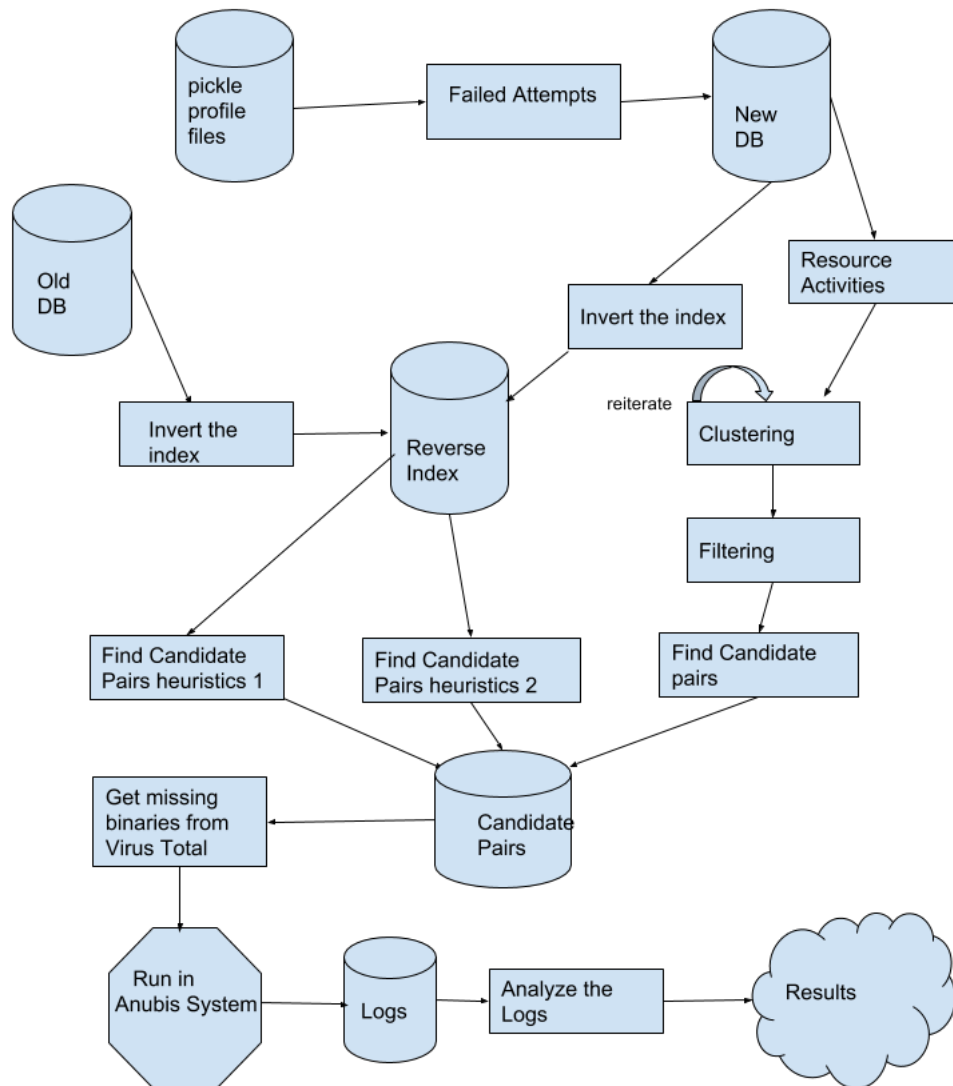 pickle
profile
files
Failed Attempts
New
DB
Old
DB
Resource
Activities
Invert the index
reiterate
Invert the
index
Reverse
Index
Clustering
Filtering
Find Candidate
Pairs heuristics 1
Find Candidate
Pairs heuristics 2
Find Candidate
pairs
Get missing
binaries from
Virus Total
Candidate
Pairs
Run in
Anubis System
Logs
Analyze the
Logs
Results